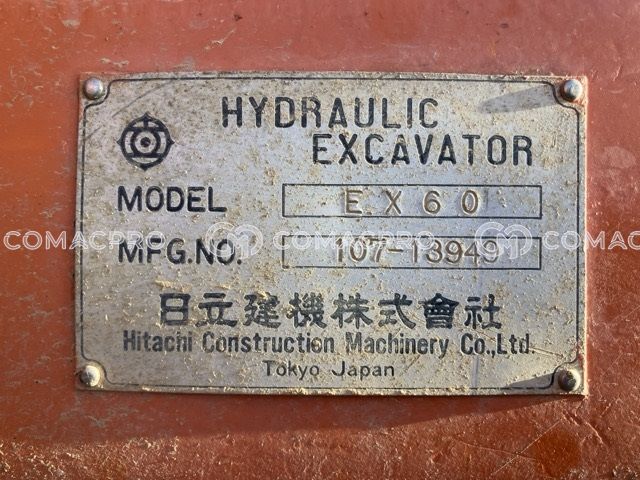 HYDRAULIC
EXCAVATOR
MODEL EX60
MFG.NO. 107-13949
COMACPRO COMACPRO COMACPRO
日立建機株式會社
Hitachi Construction Machinery Co.,Ltd.
Tokyo Japan